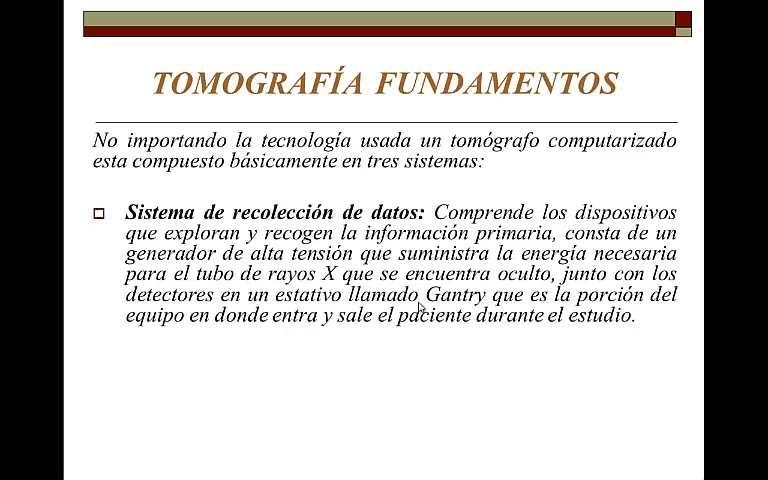 TOMOGRAFÍA FUNDAMENTOS
No importando la tecnología usada un tomógrafo computarizado
esta compuesto básicamente en tres sistemas:
Sistema de recolección de datos: Comprende los dispositivos
que exploran y recogen la información primaria, consta de un
generador de alta tensión que suministra la energía necesaria
para el tubo de rayos X que se encuentra oculto, junto con los
detectores en un estativo llamado Gantry que es la porción del
equipo en donde entra y sale el paciente durante el estudio.